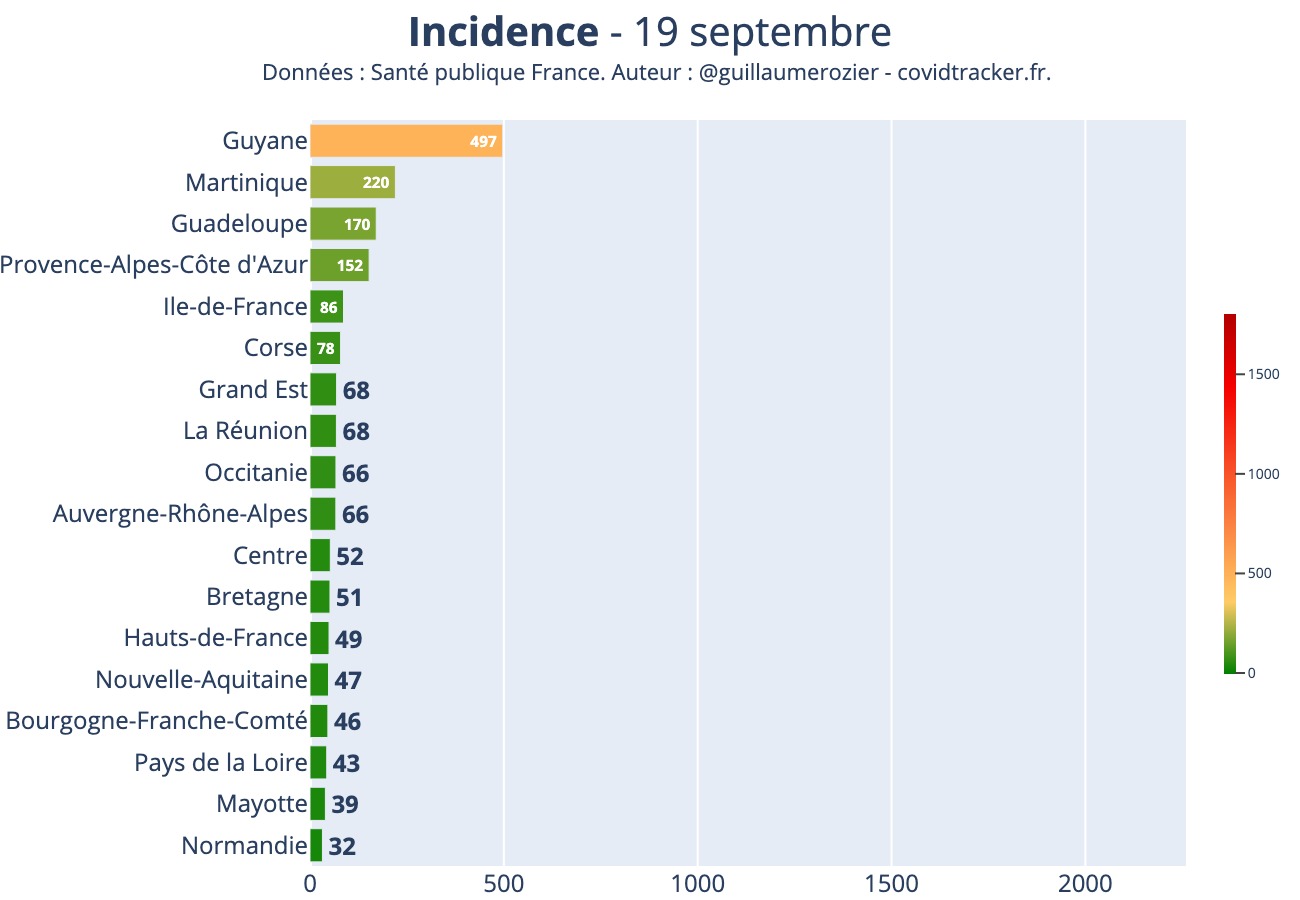 Incidence - 19 septembre
Données : Santé publique France. Auteur : @guillaumerozier - covidtracker.fr.
Guyane 497
Martinique 220
Guadeloupe 170
Provence-Alpes-Côte d'Azur 152
Ile-de-France 86
Corse 78
Grand Est 68
La Réunion 68
Occitanie 66
Auvergne-Rhône-Alpes 66
Centre 52
Bretagne 51
Hauts-de-France 49
Nouvelle-Aquitaine 47
Bourgogne-Franche-Comté 46
Pays de la Loire 43
Mayotte 39
Normandie 32
0 500 1000 1500 2000
1500
1000
500
0